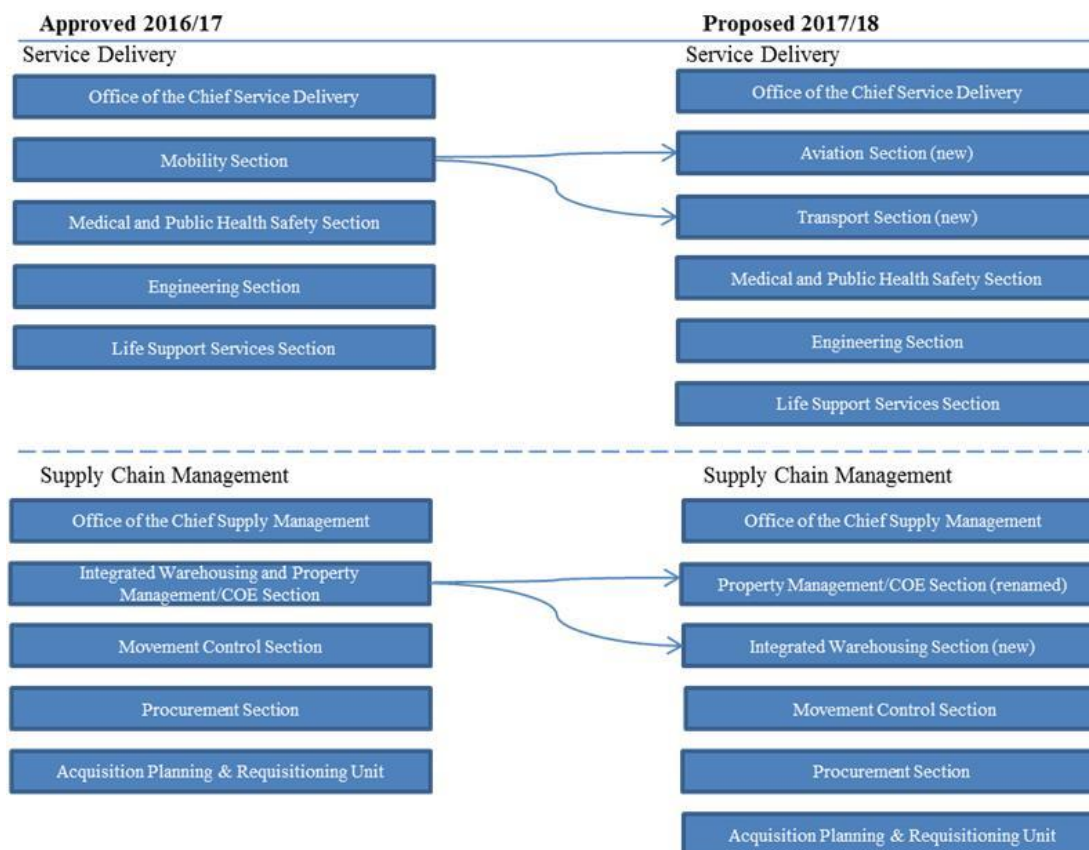 Approved 2016/17
Proposed 2017/18
Service Delivery
Service Delivery
Office of the Chief Service Delivery
Office of the Chief Service Delivery
Mobility Section
Aviation Section (new)
Medical and Public Health Safety Section
Transport Section (new)
Engineering Section
Medical and Public Health Safety Section
Life Support Services Section
Engineering Section
Life Support Services Section
Supply Chain Management
Supply Chain Management
Office of the Chief Supply Management
Office of the Chief Supply Management
Integrated Warehousing and Property
Management/COE Section
Property Management/COE Section (renamed)
Movement Control Section
Integrated Warehousing Section (new)
Procurement Section
Movement Control Section
Acquisition Planning & Requisitioning Unit
Procurement Section
Acquisition Planning & Requisitioning Unit